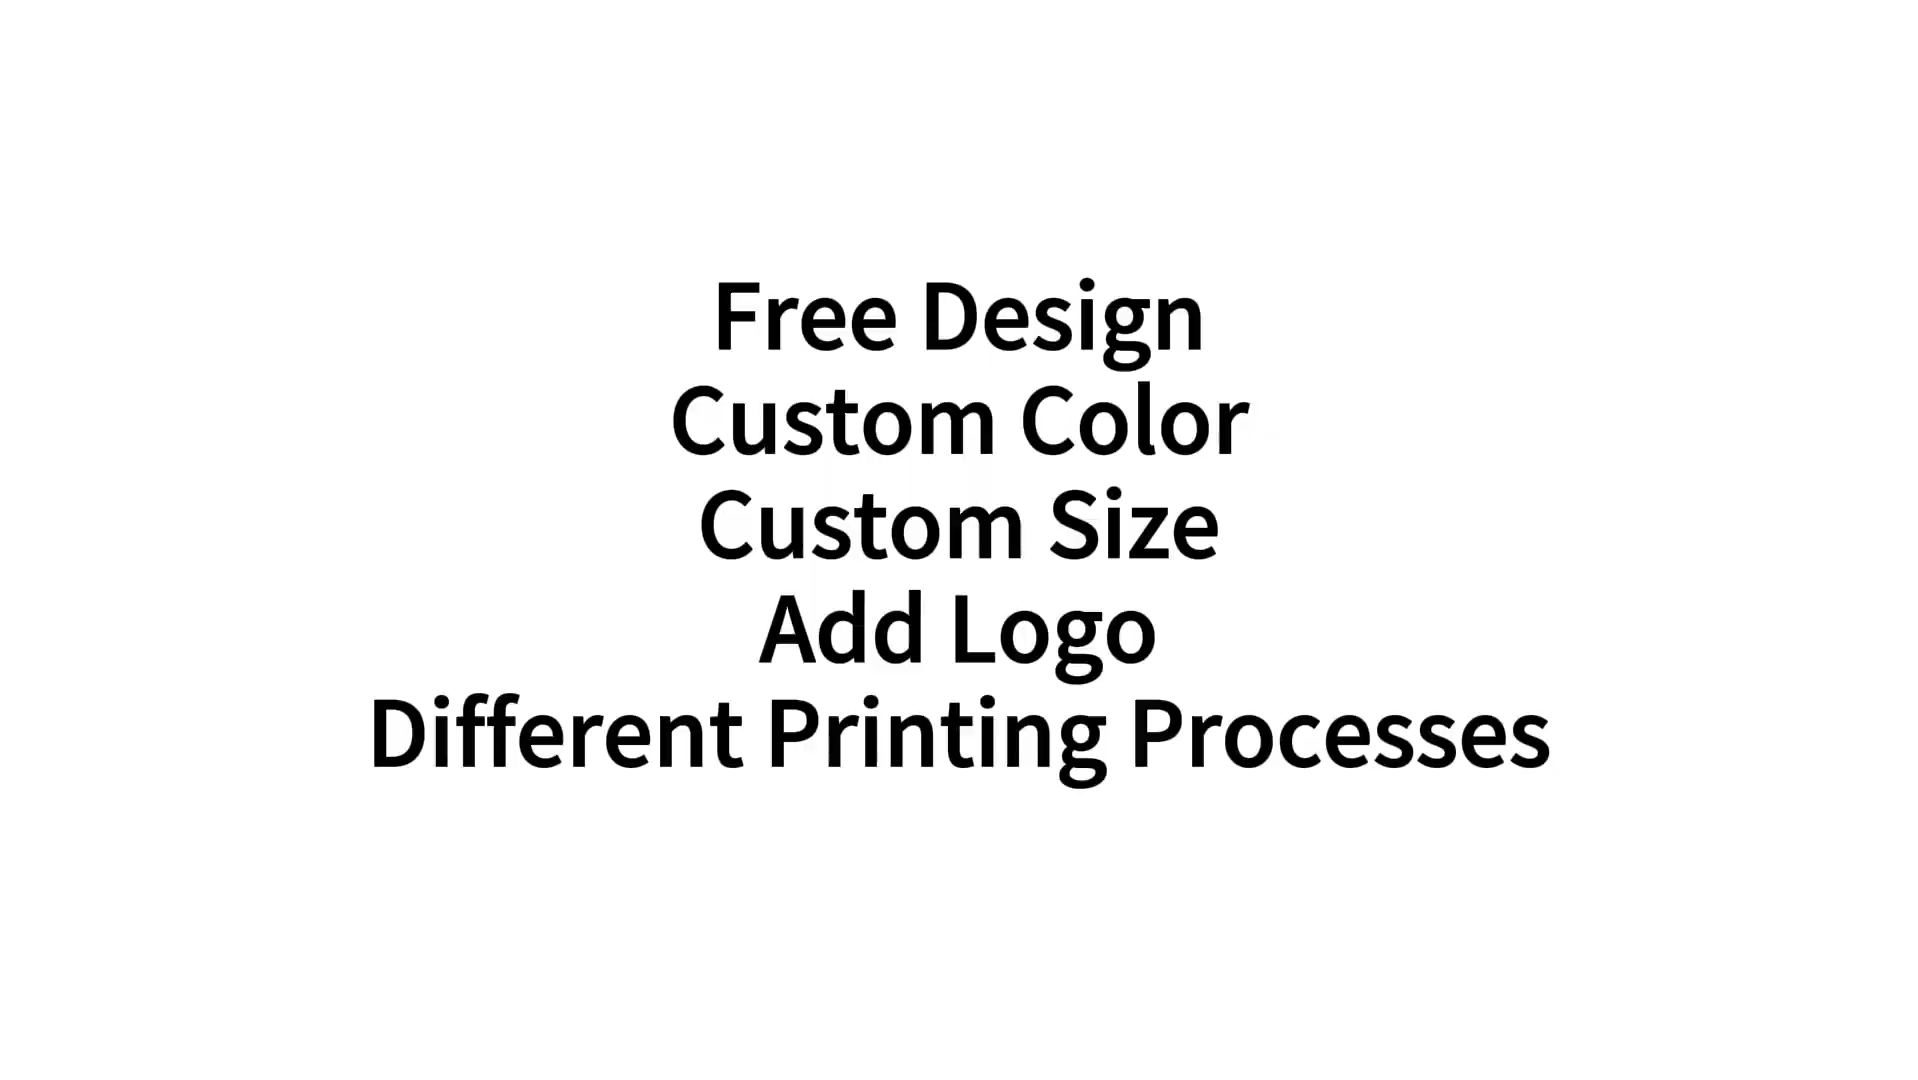 Free Design
Custom Color
Custom Size
Add Logo
Different Printing Processes